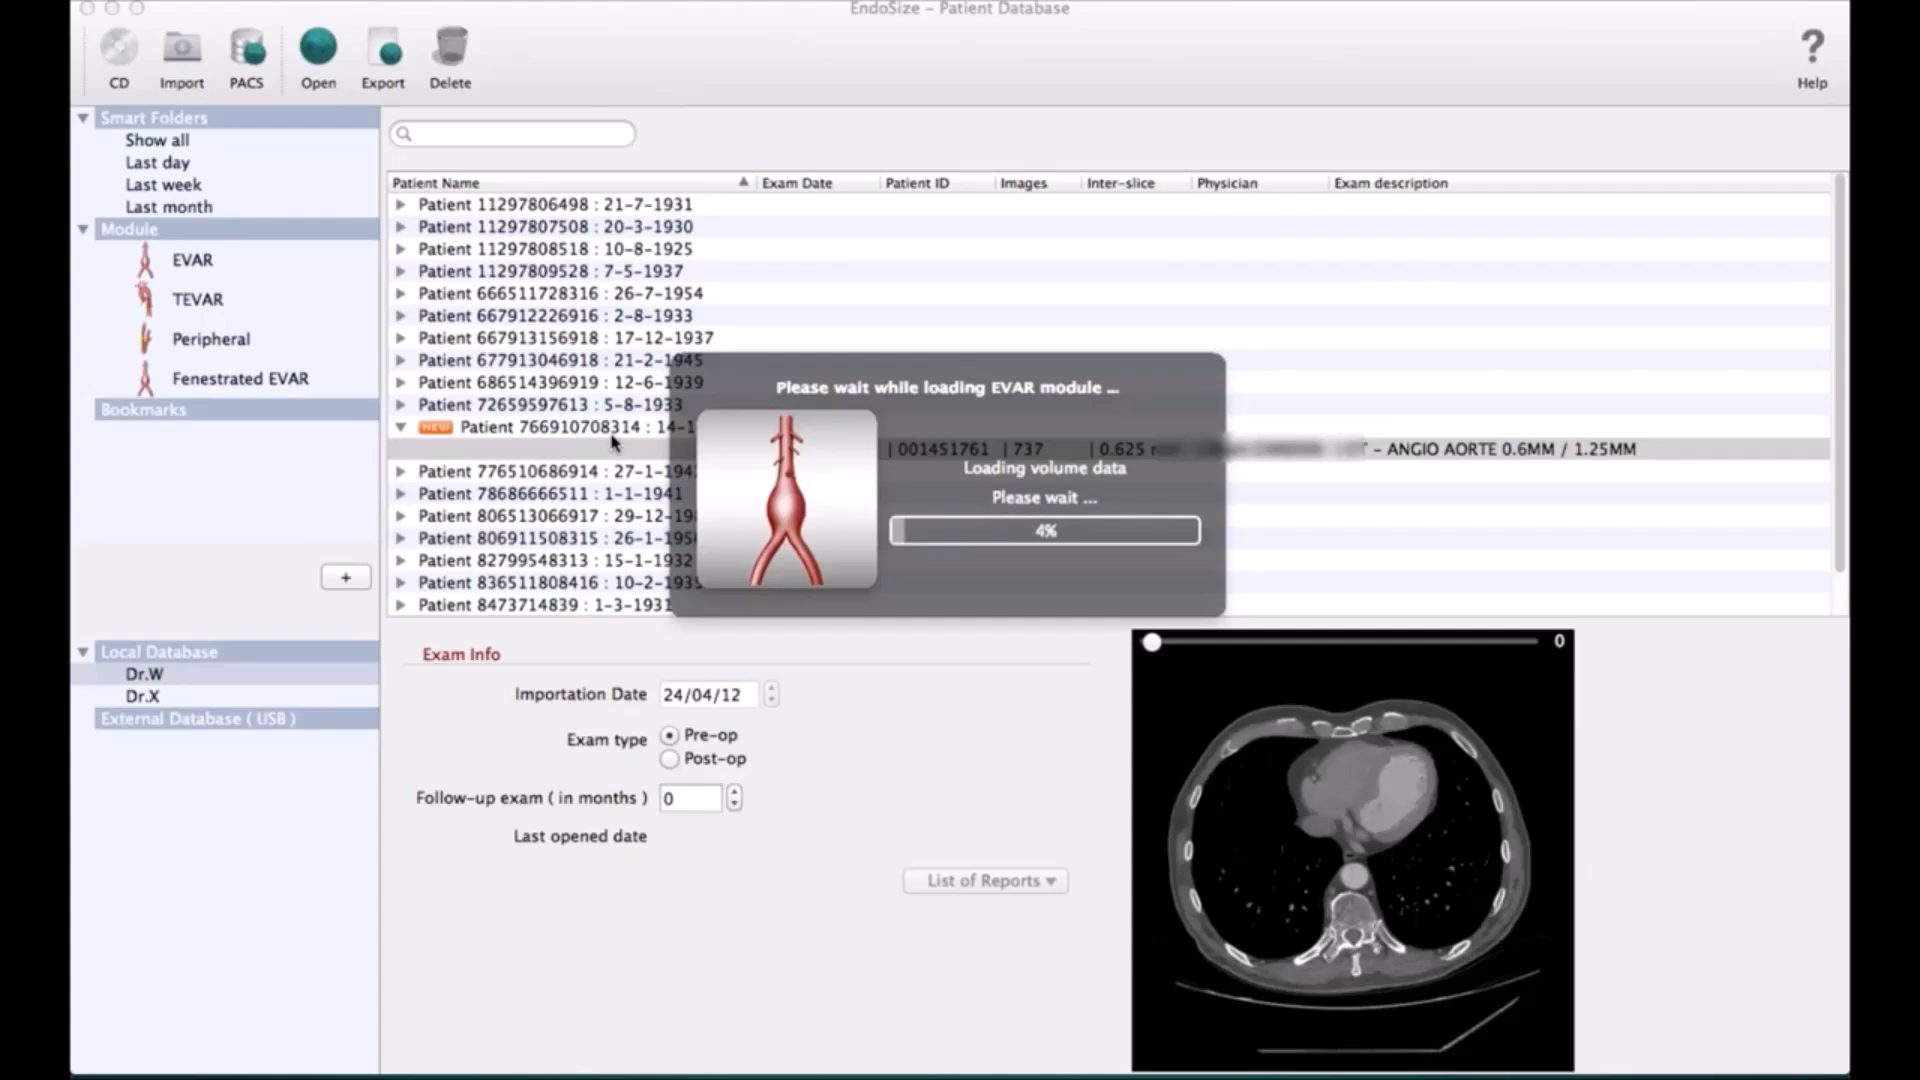 EndoSize - Patient Database
CD Import PACS Open Export Delete
Help
Smart Folders
Show all
Last day
Last week
Last month
Module
EVAR
TEVAR
Peripheral
Fenestrated EVAR
Bookmarks
+
Local Database
Dr.W
Dr.X
External Database ( USB )
Patient Name Exam Date Patient ID Images Inter-slice Physician Exam description
Patient 11297806498 : 21-7-1931
Patient 11297807508 : 20-3-1930
Patient 11297808518 : 10-8-1925
Patient 11297809528 : 7-5-1937
Patient 666511728316 : 26-7-1954
Patient 667912226916 : 2-8-1933
Patient 667913156918 : 17-12-1937
Patient 677913046918 : 21-2-1945
Patient 686514396919 : 12-6-1939
Patient 72659597613 : 5-8-1933
NEW Patient 766910708314 : 14-1
001451761 737 0.625 - ANGIO AORTE 0.6MM / 1.25MM
Patient 776510686914 : 27-1-194
Patient 78686666511 : 1-1-1941
Patient 806513066917 : 29-12-19
Patient 806911508315 : 26-1-195
Patient 82799548313 : 15-1-1932
Patient 836511808416 : 10-2-193
Patient 8473714839 : 1-3-1931
Please wait while loading EVAR module ...
Loading volume data
Please wait ...
4%
Exam Info
Importation Date 24/04/12
Exam type Pre-op
Post-op
Follow-up exam ( in months ) 0
Last opened date
List of Reports
0